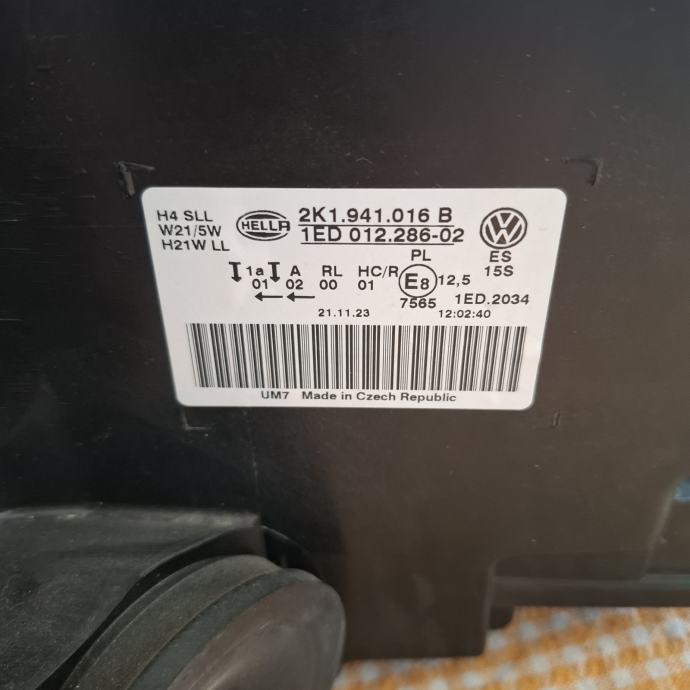 H4 SLL
W21/5W
H21W LL
HELLA
2K1.941.016 B
1ED 012.286-02
ES
15S
PL
1a A RL HC/R E8 12,5
01 02 00 01
7565 1ED.2034
21.11.23 12:02:40
UM7 Made in Czech Republic